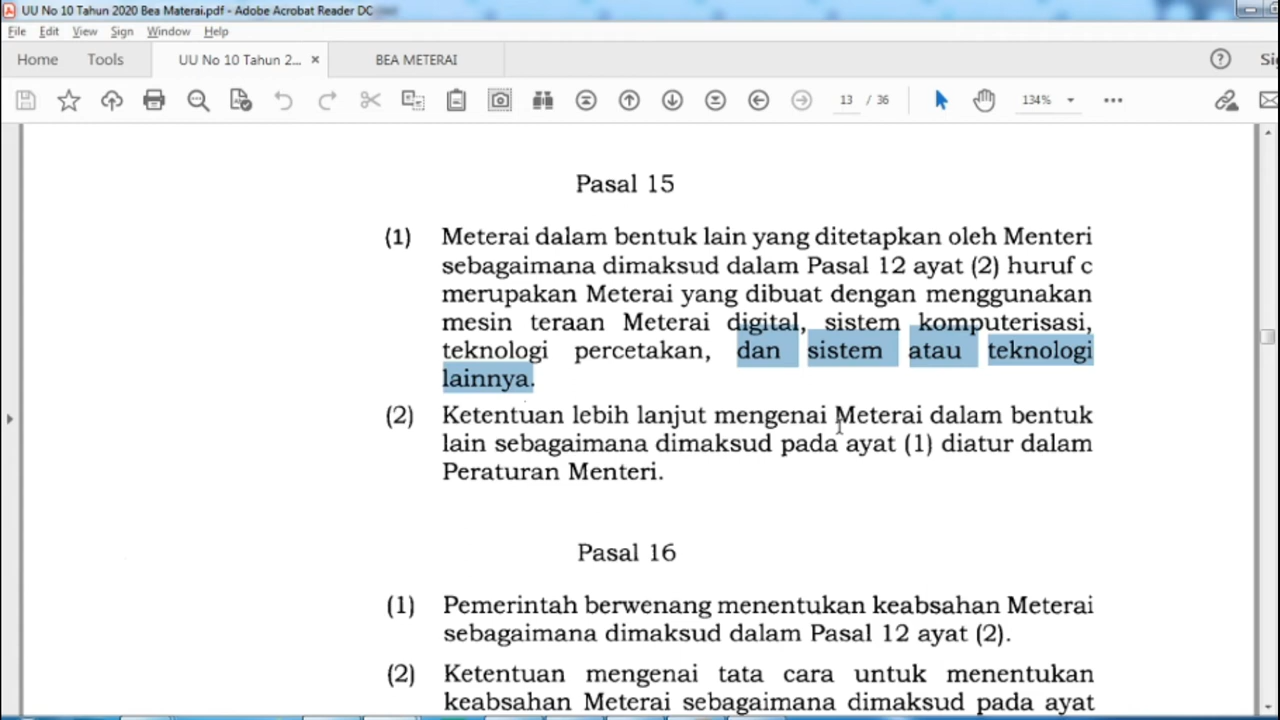 UU No 10 Tahun 2020 Bea Materai.pdf - Adobe Acrobat Reader DC
File Edit View Sign Window Help
Home Tools UU No 10 Tahun 2... × BEA METERAI
13 / 36 134%
Pasal 15
(1) Meterai dalam bentuk lain yang ditetapkan oleh Menteri
sebagaimana dimaksud dalam Pasal 12 ayat (2) huruf c
merupakan Meterai yang dibuat dengan menggunakan
mesin teraan Meterai digital, sistem komputerisasi,
teknologi percetakan, dan sistem atau teknologi
lainnya.
(2) Ketentuan lebih lanjut mengenai Meterai dalam bentuk
lain sebagaimana dimaksud pada ayat (1) diatur dalam
Peraturan Menteri.
Pasal 16
(1) Pemerintah berwenang menentukan keabsahan Meterai
sebagaimana dimaksud dalam Pasal 12 ayat (2).
(2) Ketentuan mengenai tata cara untuk menentukan
keabsahan Meterai sebagaimana dimaksud pada ayat